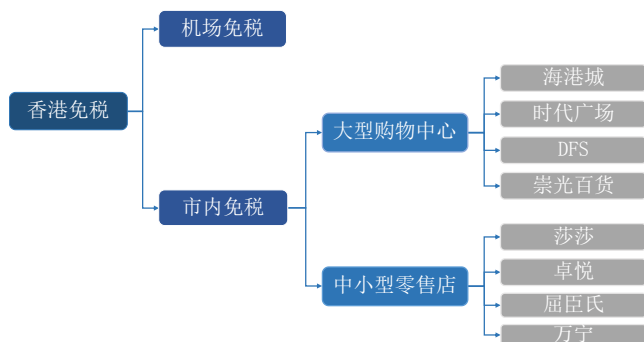 机场免税
香港免税
市内免税
大型购物中心
海港城
时代广场
DFS
崇光百货
中小型零售店
莎莎
卓悦
屈臣氏
万宁